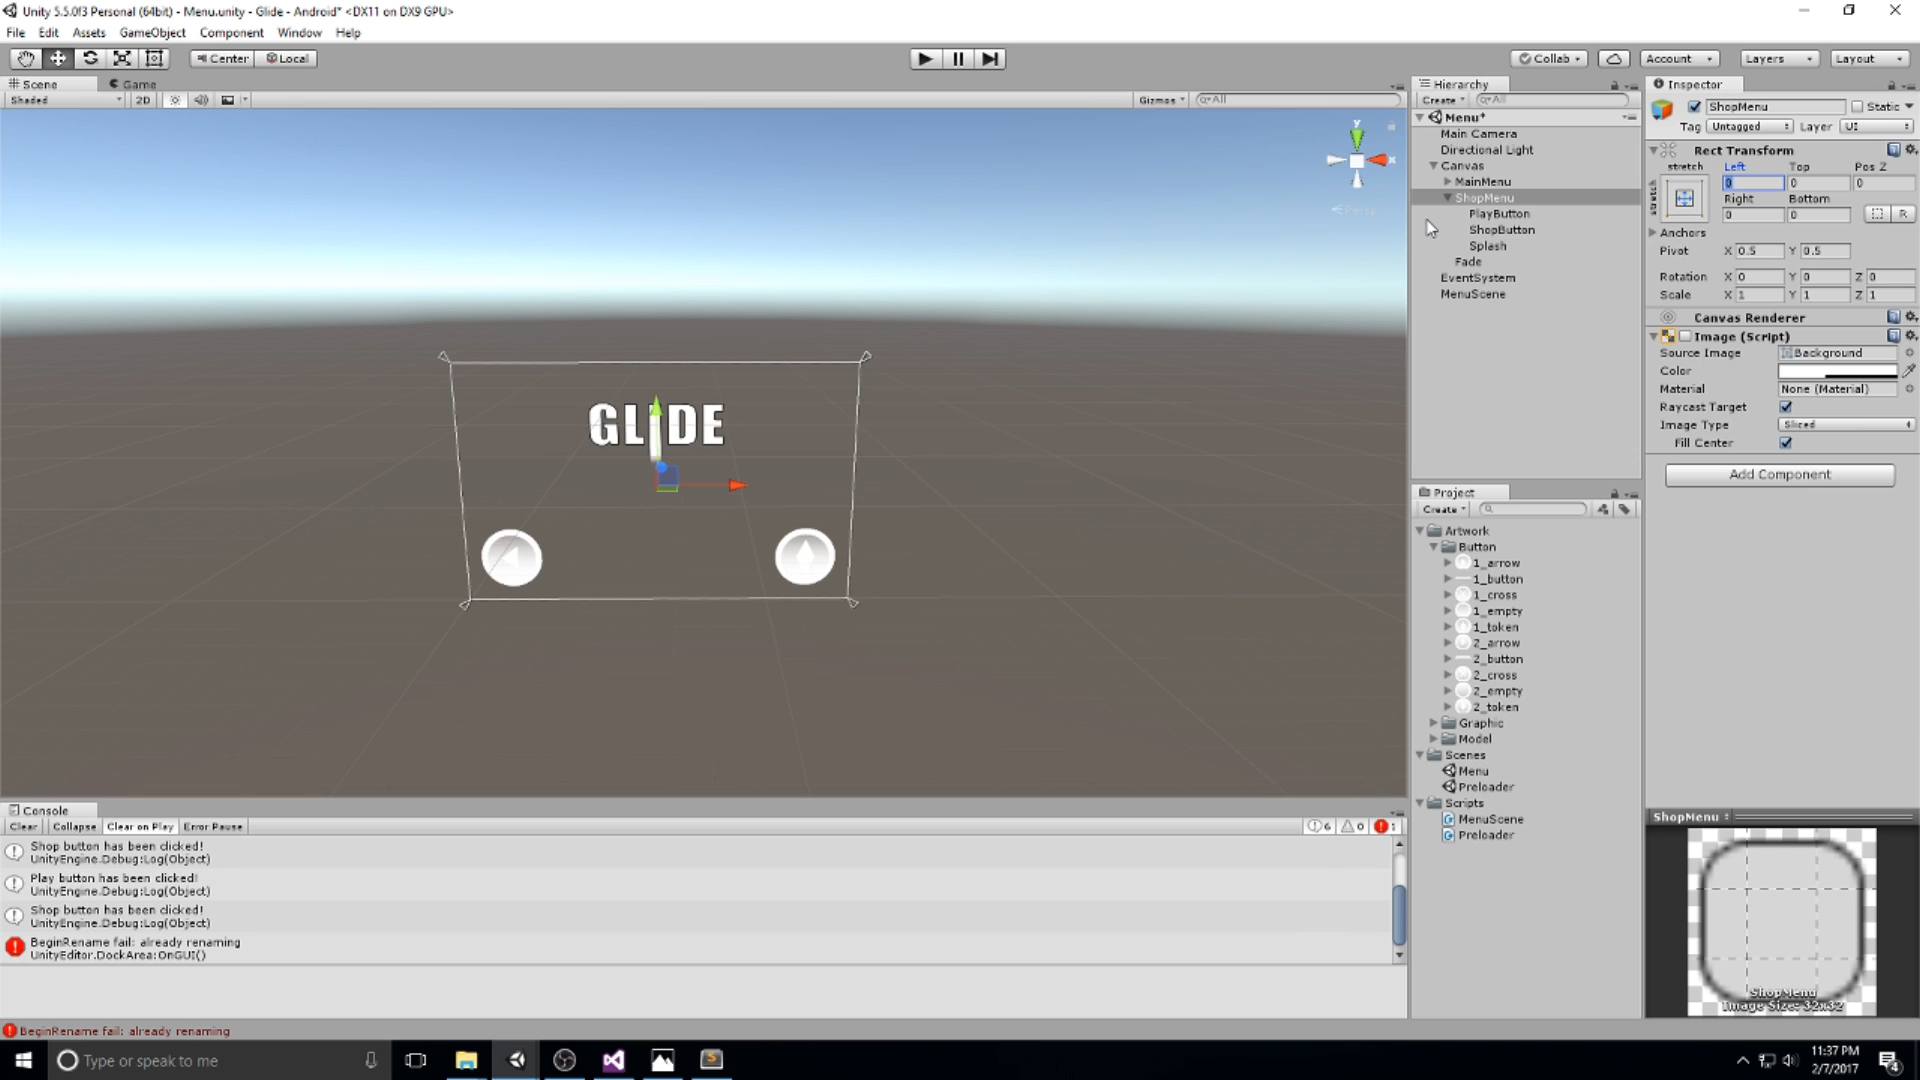 Unity 5.5.0f3 Personal (64bit) - Menu.unity - Glide - Android* <DX11 on DX9 GPU>
File Edit Assets GameObject Component Window Help
Center Local
Collab Account Layers Layout
Scene Game
Shaded 2D Gizmos All
GLIDE
y
x
Persp
Hierarchy
Create All
Menu*
Main Camera
Directional Light
Canvas
MainMenu
ShopMenu
PlayButton
ShopButton
Splash
Fade
EventSystem
MenuScene
Project
Create
Artwork
Button
1_arrow
1_button
1_cross
1_empty
1_token
2_arrow
2_button
2_cross
2_empty
2_token
Graphic
Model
Scenes
Menu
Preloader
Scripts
MenuScene
Preloader
Inspector
ShopMenu Static
Tag Untagged Layer UI
Rect Transform
stretch Left Top Pos Z
stretch 0 0 0
Right Bottom
0 0 R
Anchors
Pivot X 0.5 Y 0.5
Rotation X 0 Y 0 Z 0
Scale X 1 Y 1 Z 1
Canvas Renderer
Image (Script)
Source Image Background
Color
Material None (Material)
Raycast Target
Image Type Sliced
Fill Center
Add Component
ShopMenu
ShopMenu
Image Size: 32x32
Console
Clear Collapse Clear on Play Error Pause 6 0 1
Shop button has been clicked!
UnityEngine.Debug:Log(Object)
Play button has been clicked!
UnityEngine.Debug:Log(Object)
Shop button has been clicked!
UnityEngine.Debug:Log(Object)
BeginRename fail: already renaming
UnityEditor.DockArea:OnGUI()
BeginRename fail: already renaming
Type or speak to me
11:37 PM
2/7/2017
4